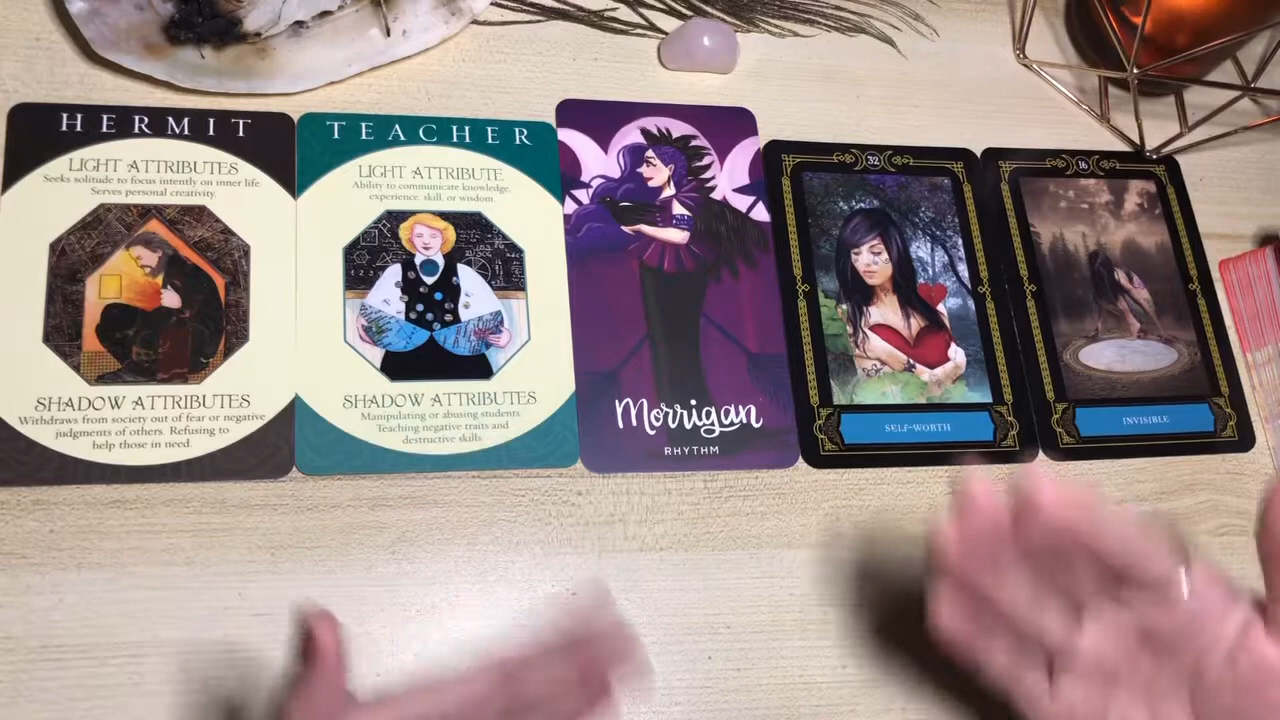 HERMIT
LIGHT ATTRIBUTES
Seeks solitude to focus intently on inner life.
Serves personal creativity.
SHADOW ATTRIBUTES
Withdraws from society out of fear or negative
judgments of others. Refusing to
help those in need.
TEACHER
LIGHT ATTRIBUTE
Ability to communicate knowledge,
experience, skill, or wisdom.
SHADOW ATTRIBUTES
Manipulating or abusing students.
Teaching negative traits and
destructive skills.
Morrigan
RHYTHM
32
SELF-WORTH
16
INVISIBLE